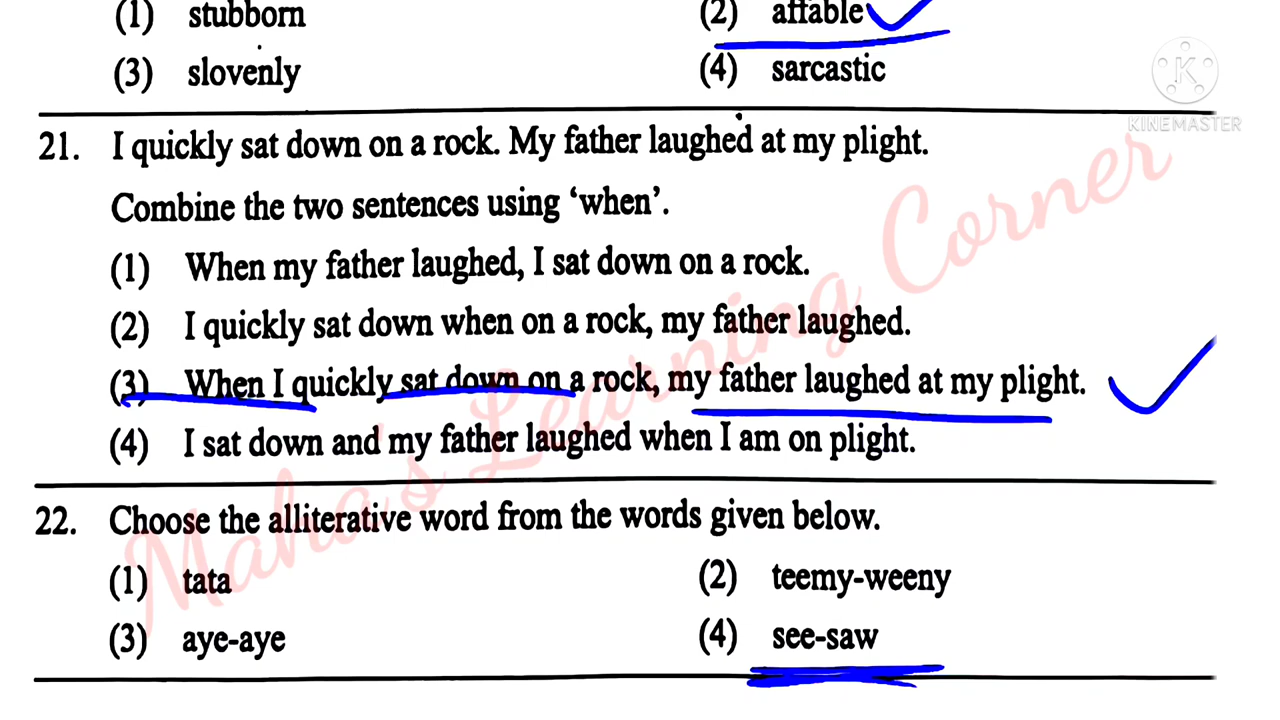 (1) stubborn (2) affable
(3) slovenly (4) sarcastic
K
KINEMASTER
21. I quickly sat down on a rock. My father laughed at my plight.
Combine the two sentences using ‘when’.
(1) When my father laughed, I sat down on a rock.
(2) I quickly sat down when on a rock, my father laughed.
(3) When I quickly sat down on a rock, my father laughed at my plight.
(4) I sat down and my father laughed when I am on plight.
22. Choose the alliterative word from the words given below.
(1) tata (2) teemy-weeny
(3) aye-aye (4) see-saw
Maha's Learning Corner